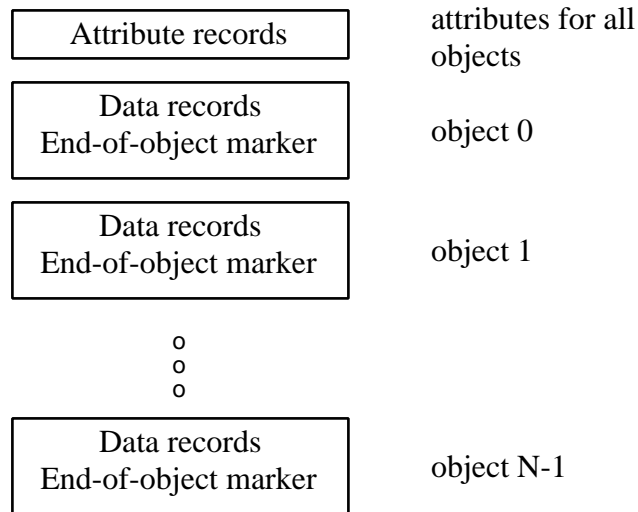 Attribute records
attributes for all
objects
Data records
End-of-object marker
object 0
Data records
End-of-object marker
object 1
o
o
o
Data records
End-of-object marker
object N-1